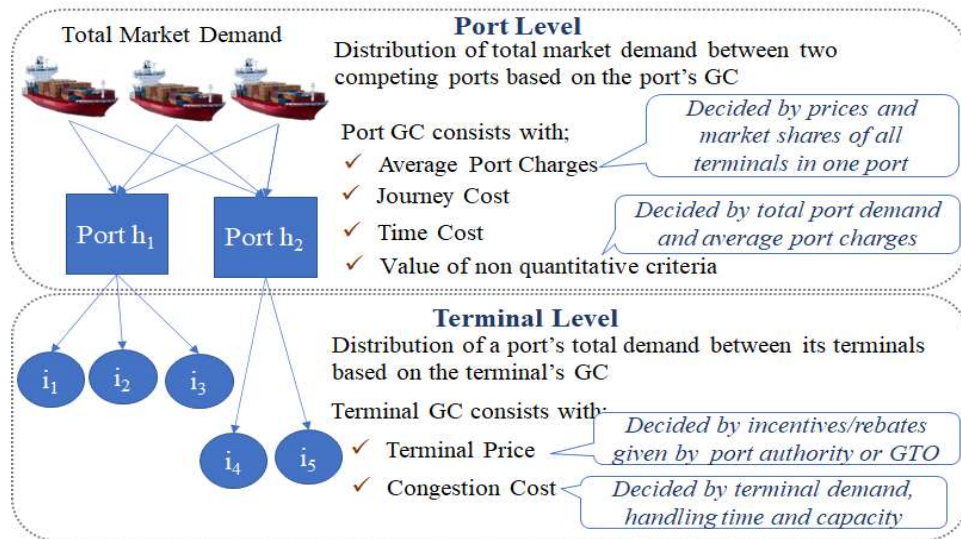 Port Level
Total Market Demand
Distribution of total market demand between two
competing ports based on the port's GC
Port GC consists with;
✓ Average Port Charges
✓ Journey Cost
✓ Time Cost
✓ Value of non quantitative criteria
Decided by prices and
market shares of all
terminals in one port
Decided by total port demand
and average port charges
Port h₁
Port h₂
Terminal Level
Distribution of a port's total demand between its terminals
based on the terminal's GC
Terminal GC consists with;
✓ Terminal Price
✓ Congestion Cost
Decided by incentives/rebates
given by port authority or GTO
Decided by terminal demand,
handling time and capacity
i₁
i₂
i₃
i₄
i₅